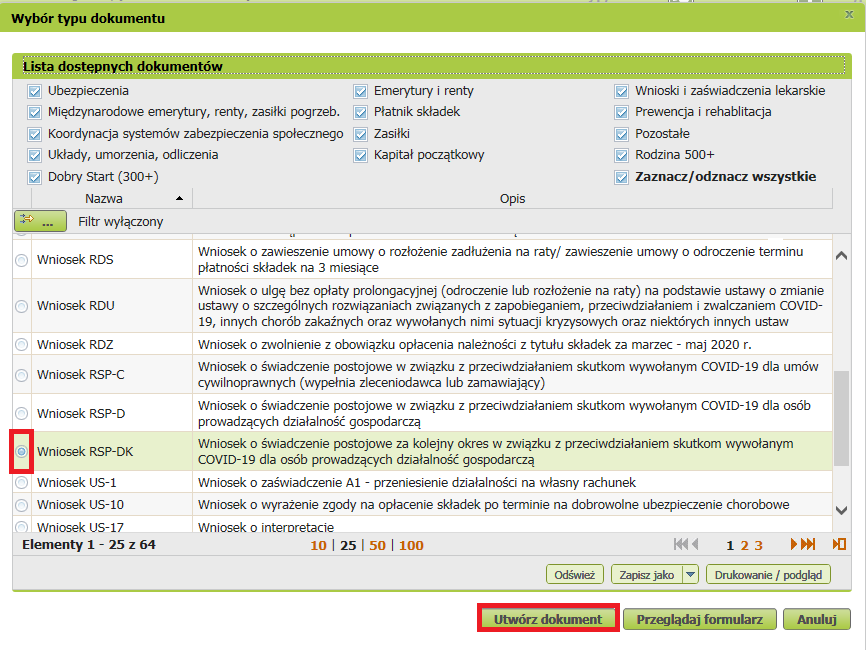 Wybór typu dokumentu
x
Lista dostępnych dokumentów
Ubezpieczenia
Emerytury i renty
Wnioski i zaświadczenia lekarskie
Międzynarodowe emerytury, renty, zasiłki pogrzeb.
Płatnik składek
Prewencja i rehabilitacja
Koordynacja systemów zabezpieczenia społecznego
Zasiłki
Pozostałe
Układy, umorzenia, odliczenia
Kapitał początkowy
Rodzina 500+
Dobry Start (300+)
Zaznacz/odznacz wszystkie
Nazwa
Opis
...
Filtr wyłączony
Wniosek RDS
Wniosek o zawieszenie umowy o rozłożenie zadłużenia na raty/ zawieszenie umowy o odroczenie terminu
płatności składek na 3 miesiące
Wniosek RDU
Wniosek o ulgę bez opłaty prolongacyjnej (odroczenie lub rozłożenie na raty) na podstawie ustawy o zmianie
ustawy o szczególnych rozwiązaniach związanych z zapobieganiem, przeciwdziałaniem i zwalczaniem COVID-
19, innych chorób zakaźnych oraz wywołanych nimi sytuacji kryzysowych oraz niektórych innych ustaw
Wniosek RDZ
Wniosek o zwolnienie z obowiązku opłacenia należności z tytułu składek za marzec - maj 2020 r.
Wniosek RSP-C
Wniosek o świadczenie postojowe w związku z przeciwdziałaniem skutkom wywołanym COVID-19 dla umów
cywilnoprawnych (wypełnia zleceniodawca lub zamawiający)
Wniosek RSP-D
Wniosek o świadczenie postojowe w związku z przeciwdziałaniem skutkom wywołanym COVID-19 dla osób
prowadzących działalność gospodarczą
Wniosek RSP-DK
Wniosek o świadczenie postojowe za kolejny okres w związku z przeciwdziałaniem skutkom wywołanym
COVID-19 dla osób prowadzących działalność gospodarczą
Wniosek US-1
Wniosek o zaświadczenie A1 - przeniesienie działalności na własny rachunek
Wniosek US-10
Wniosek o wyrażenie zgody na opłacenie składek po terminie na dobrowolne ubezpieczenie chorobowe
Wniosek US-17
Wniosek o interpretację
Elementy 1 - 25 z 64
10 | 25 | 50 | 100
1 2 3
Odśwież
Zapisz jako
Drukowanie / podgląd
Utwórz dokument
Przeglądaj formularz
Anuluj